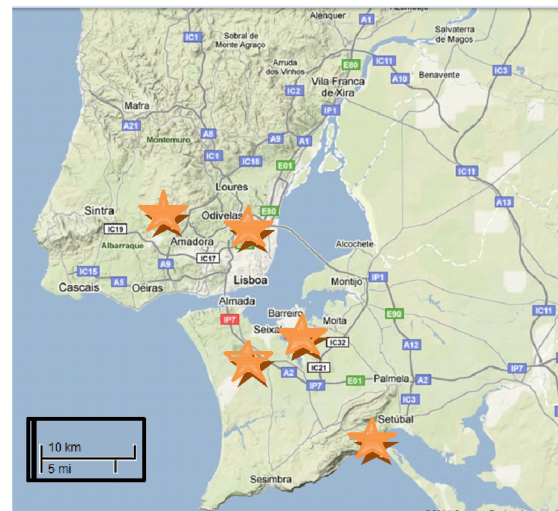 Alenquer
A1
Sobral de
Monte Agraço
IC1
Salvaterra
de Magos
Arruda
dos Vinhos
E80
IC11
IC3
A10
Benavente
Vila Franca
de Xira
IC2
Mafra
IP1
A21
A8
Montemuro
A9
A1
IC1
IC18
E01
IC11
Loures
A13
Sintra
Odivelas
E80
IC19
Amadora
Alcochete
Albarraque
A9
IC17
IC15
Lisboa
Montijo
IP1
A5
Cascais
Oeiras
Almada
Barreiro
E90
IC11
IP7
Moita
Seixal
IC32
A12
IC21
IP7
A2
IP7
E01
Palmela
A2
IC3
Setúbal
10 km
5 mi
Sesimbra